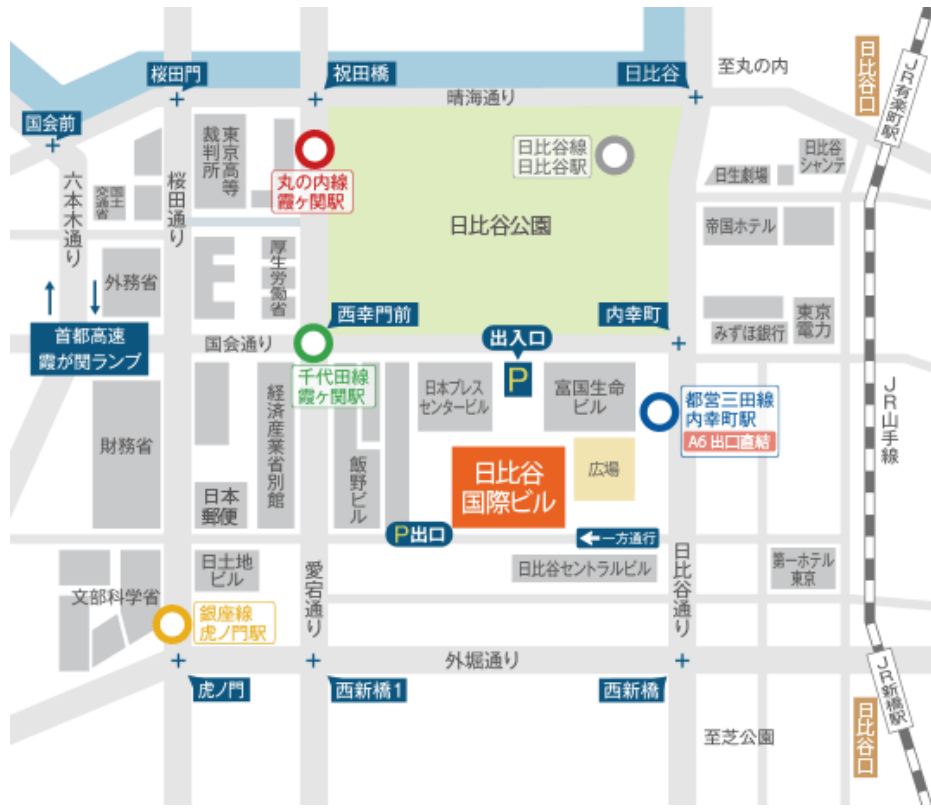 桜田門
祝田橋
日比谷
至丸の内
日比谷口
JR有楽町駅
国会前
晴海通り
六本木通り
国土
交通省
桜田通り
東京高等
裁判所
丸の内線
霞ヶ関駅
日比谷線
日比谷駅
日生劇場
日比谷
シャンテ
日比谷公園
帝国ホテル
外務省
厚生労働省
首都高速
霞が関ランプ
国会通り
西幸門前
内幸町
みずほ銀行
東京
電力
出入口
P
千代田線
霞ヶ関駅
日本プレス
センタービル
富国生命
ビル
都営三田線
内幸町駅
A6 出口直結
JR山手線
財務省
経済産業省別館
飯野ビル
日比谷
国際ビル
広場
日本
郵便
P出口
一方通行
日土地
ビル
愛宕通り
日比谷セントラルビル
日比谷通り
第一ホテル
東京
文部科学省
銀座線
虎ノ門駅
外堀通り
虎ノ門
西新橋1
西新橋
JR新橋駅
日比谷口
至芝公園